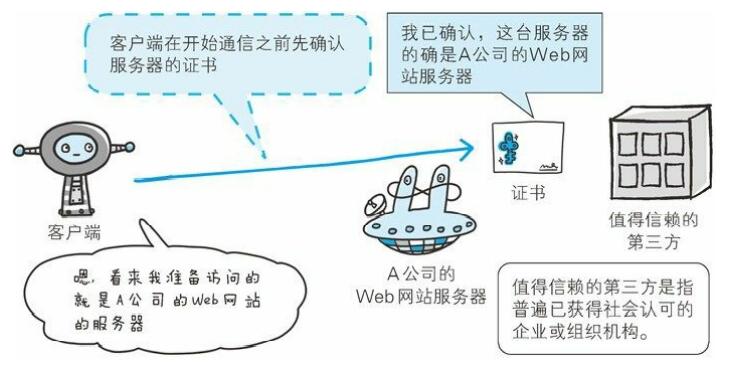 客户端在开始通信之前先确认
服务器的证书
我已确认，这台服务器
的确是A公司的Web网
站服务器
证书
客户端
值得信赖的
第三方
A公司的
Web网站服务器
嗯，看来我准备访问的
就是A公司的Web网站
的服务器
值得信赖的第三方是指
普遍已获得社会认可的
企业或组织机构。